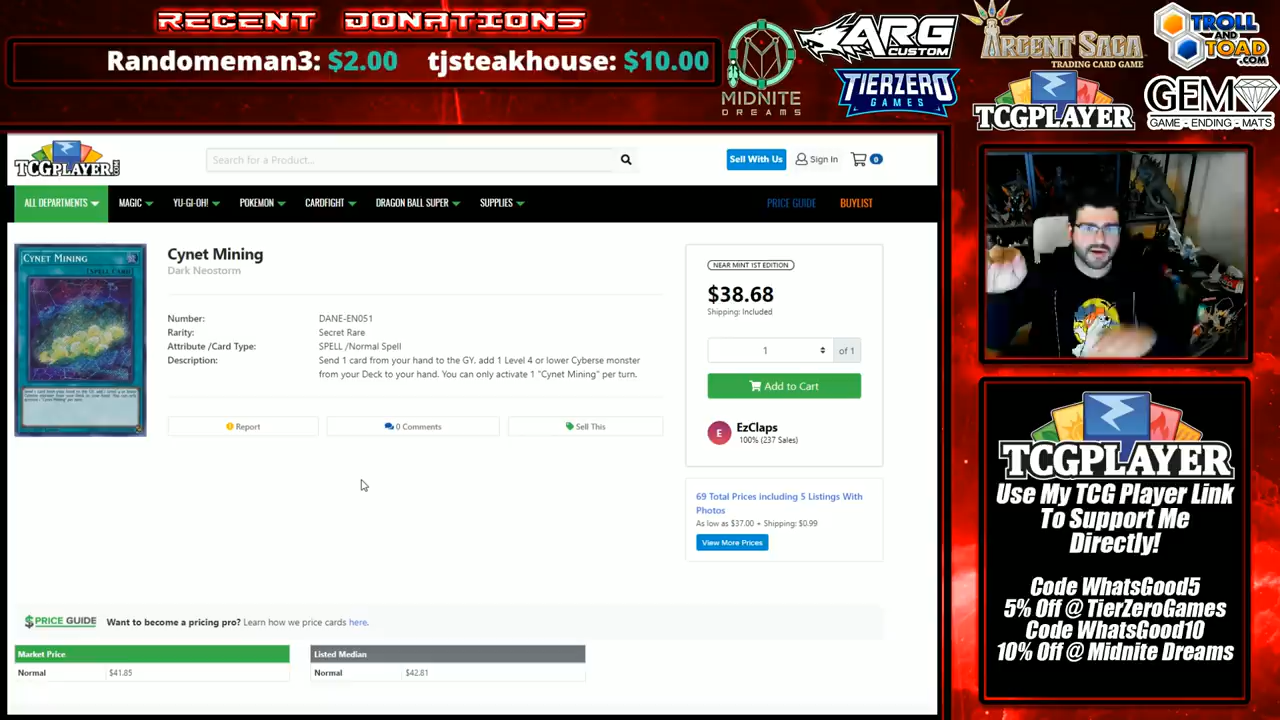 RECENT DONATIONS
Randomeman3: $2.00 tjsteakhouse: $10.00
MIDNITE
DREAMS
ARG
CUSTOM
TIERZERO
GAMES
ARGENT SAGA
TRADING CARD GAME
TROLL
AND
TOAD
.COM
TCGPLAYER
GEM
GAME - ENDING - MATS
TCGPLAYER.COM
Search for a Product...
Sell With Us
Sign In
0
ALL DEPARTMENTS
MAGIC
YU-GI-OH!
POKEMON
CARDFIGHT
DRAGON BALL SUPER
SUPPLIES
PRICE GUIDE
BUYLIST
CYNET MINING
[SPELL CARD]
Cynet Mining
Dark Neostorm
Number: DANE-EN051
Rarity: Secret Rare
Attribute /Card Type: SPELL /Normal Spell
Description: Send 1 card from your hand to the GY, add 1 Level 4 or lower Cyberse monster
from your Deck to your hand. You can only activate 1 "Cynet Mining" per turn.
Report
0 Comments
Sell This
NEAR MINT 1ST EDITION
$38.68
Shipping: Included
1
of 1
Add to Cart
E
EzClaps
100% (237 Sales)
69 Total Prices including 5 Listings With
Photos
As low as $37.00 + Shipping: $0.99
View More Prices
$PRICE GUIDE Want to become a pricing pro? Learn how we price cards here.
Market Price
Normal $41.85
Listed Median
Normal $42.81
TCGPLAYER
Use My TCG Player Link
To Support Me
Directly!
Code WhatsGood5
5% Off @ TierZeroGames
Code WhatsGood10
10% Off @ Midnite Dreams